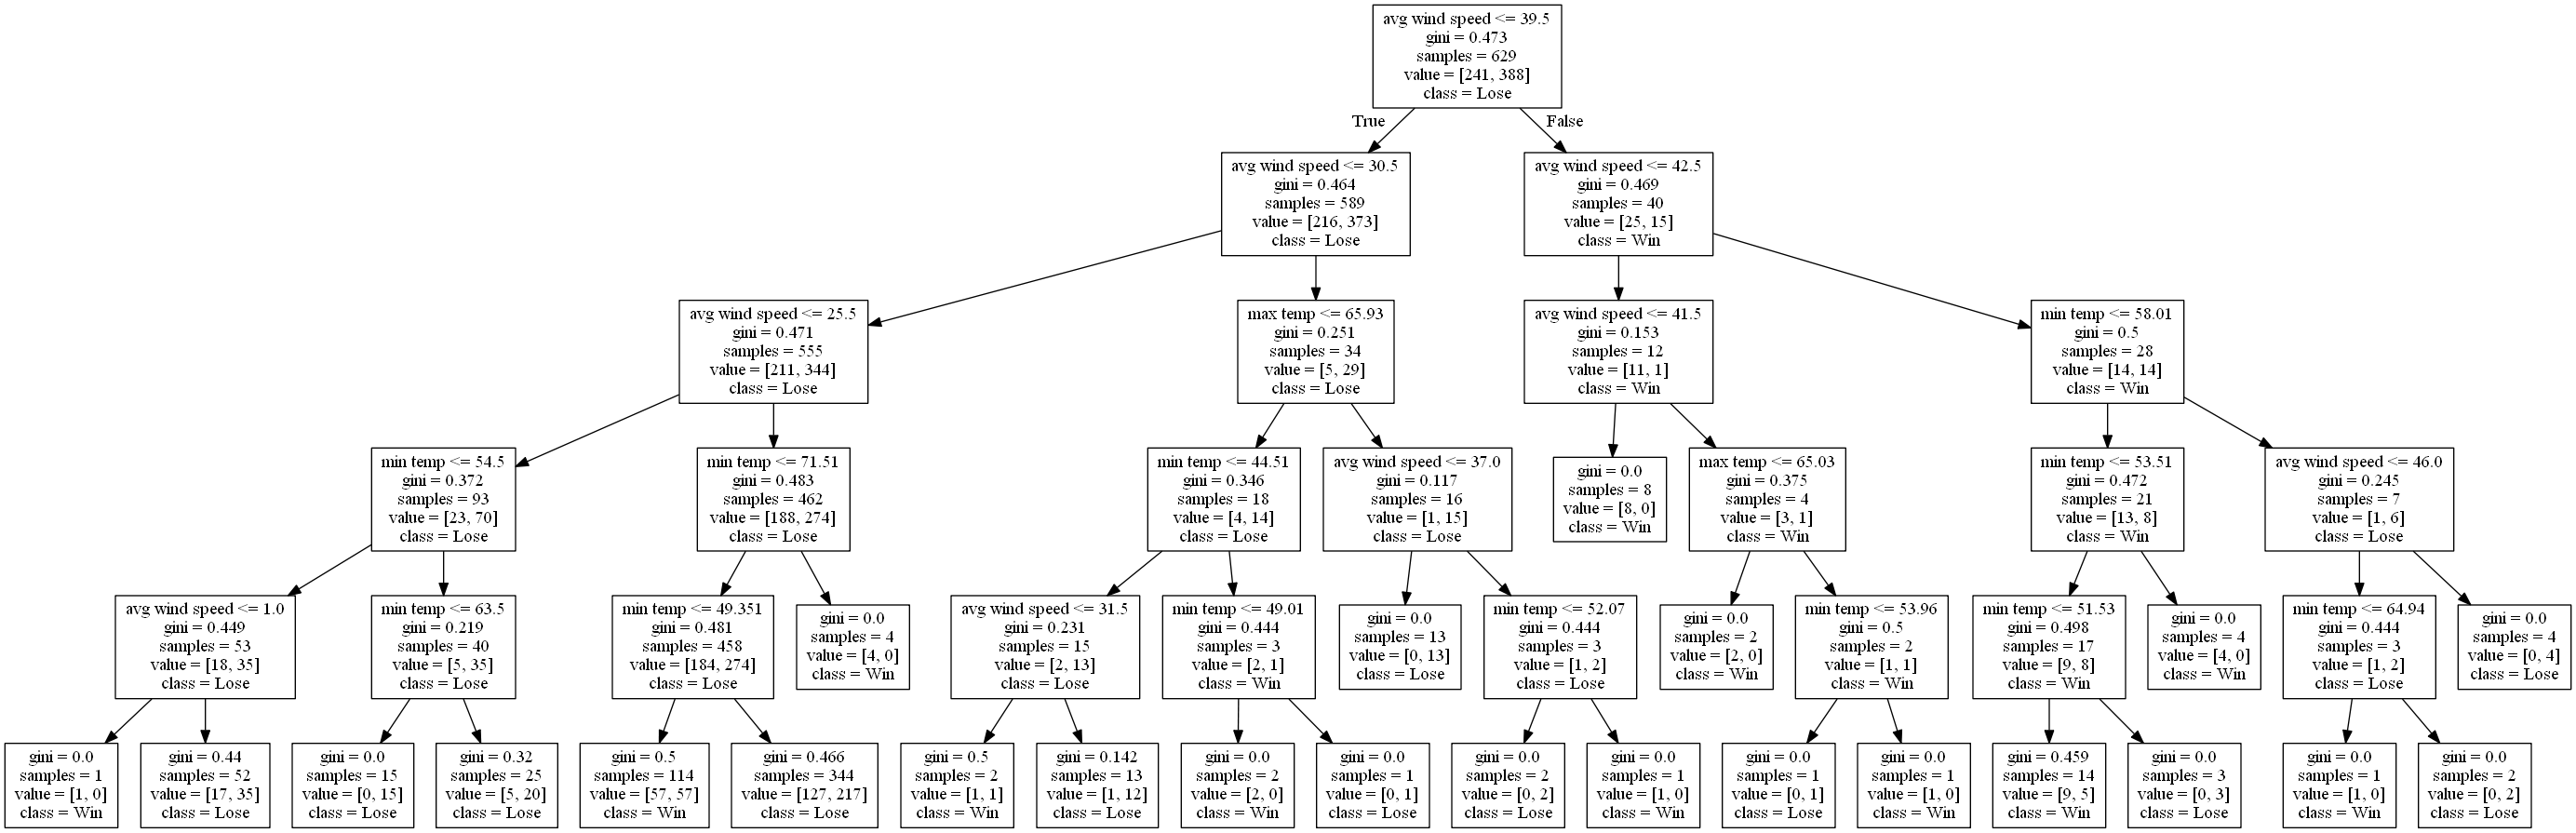 avg wind speed <= 39.5
gini = 0.473
samples = 629
value = [241, 388]
class = Lose
True
False
avg wind speed <= 30.5
gini = 0.464
samples = 589
value = [216, 373]
class = Lose
avg wind speed <= 42.5
gini = 0.469
samples = 40
value = [25, 15]
class = Win
avg wind speed <= 25.5
gini = 0.471
samples = 555
value = [211, 344]
class = Lose
max temp <= 65.93
gini = 0.251
samples = 34
value = [5, 29]
class = Lose
avg wind speed <= 41.5
gini = 0.153
samples = 12
value = [11, 1]
class = Win
min temp <= 58.01
gini = 0.5
samples = 28
value = [14, 14]
class = Win
min temp <= 54.5
gini = 0.372
samples = 93
value = [23, 70]
class = Lose
min temp <= 71.51
gini = 0.483
samples = 462
value = [188, 274]
class = Lose
min temp <= 44.51
gini = 0.346
samples = 18
value = [4, 14]
class = Lose
avg wind speed <= 37.0
gini = 0.117
samples = 16
value = [1, 15]
class = Lose
gini = 0.0
samples = 8
value = [8, 0]
class = Win
max temp <= 65.03
gini = 0.375
samples = 4
value = [3, 1]
class = Win
min temp <= 53.51
gini = 0.472
samples = 21
value = [13, 8]
class = Win
avg wind speed <= 46.0
gini = 0.245
samples = 7
value = [1, 6]
class = Lose
avg wind speed <= 1.0
gini = 0.449
samples = 53
value = [18, 35]
class = Lose
min temp <= 63.5
gini = 0.219
samples = 40
value = [5, 35]
class = Lose
min temp <= 49.351
gini = 0.481
samples = 458
value = [184, 274]
class = Lose
gini = 0.0
samples = 4
value = [4, 0]
class = Win
avg wind speed <= 31.5
gini = 0.231
samples = 15
value = [2, 13]
class = Lose
min temp <= 49.01
gini = 0.444
samples = 3
value = [2, 1]
class = Win
gini = 0.0
samples = 13
value = [0, 13]
class = Lose
min temp <= 52.07
gini = 0.444
samples = 3
value = [1, 2]
class = Lose
gini = 0.0
samples = 2
value = [2, 0]
class = Win
min temp <= 53.96
gini = 0.5
samples = 2
value = [1, 1]
class = Win
min temp <= 51.53
gini = 0.498
samples = 17
value = [9, 8]
class = Win
gini = 0.0
samples = 4
value = [4, 0]
class = Win
min temp <= 64.94
gini = 0.444
samples = 3
value = [1, 2]
class = Lose
gini = 0.0
samples = 4
value = [0, 4]
class = Lose
gini = 0.0
samples = 1
value = [1, 0]
class = Win
gini = 0.44
samples = 52
value = [17, 35]
class = Lose
gini = 0.0
samples = 15
value = [0, 15]
class = Lose
gini = 0.32
samples = 25
value = [5, 20]
class = Lose
gini = 0.5
samples = 114
value = [57, 57]
class = Win
gini = 0.466
samples = 344
value = [127, 217]
class = Lose
gini = 0.5
samples = 2
value = [1, 1]
class = Win
gini = 0.142
samples = 13
value = [1, 12]
class = Lose
gini = 0.0
samples = 2
value = [2, 0]
class = Win
gini = 0.0
samples = 1
value = [0, 1]
class = Lose
gini = 0.0
samples = 2
value = [0, 2]
class = Lose
gini = 0.0
samples = 1
value = [1, 0]
class = Win
gini = 0.0
samples = 1
value = [0, 1]
class = Lose
gini = 0.0
samples = 1
value = [1, 0]
class = Win
gini = 0.459
samples = 14
value = [9, 5]
class = Win
gini = 0.0
samples = 3
value = [0, 3]
class = Lose
gini = 0.0
samples = 1
value = [1, 0]
class = Win
gini = 0.0
samples = 2
value = [0, 2]
class = Lose